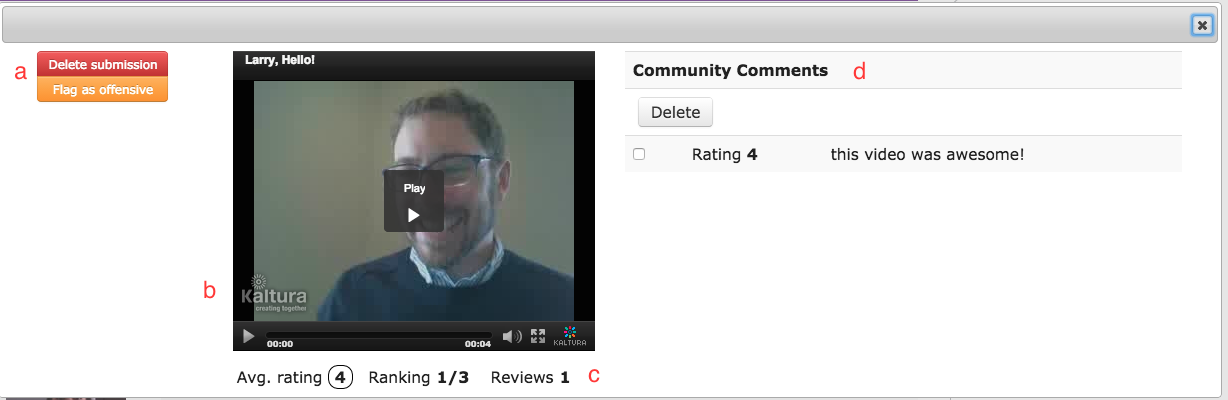 a
Delete submission
Flag as offensive
Larry, Hello!
Play
b
Kaltura
creating together
00:00
00:04
KALTURA
Avg. rating 4 Ranking 1/3 Reviews 1 c
Community Comments d
Delete
Rating 4 this video was awesome!